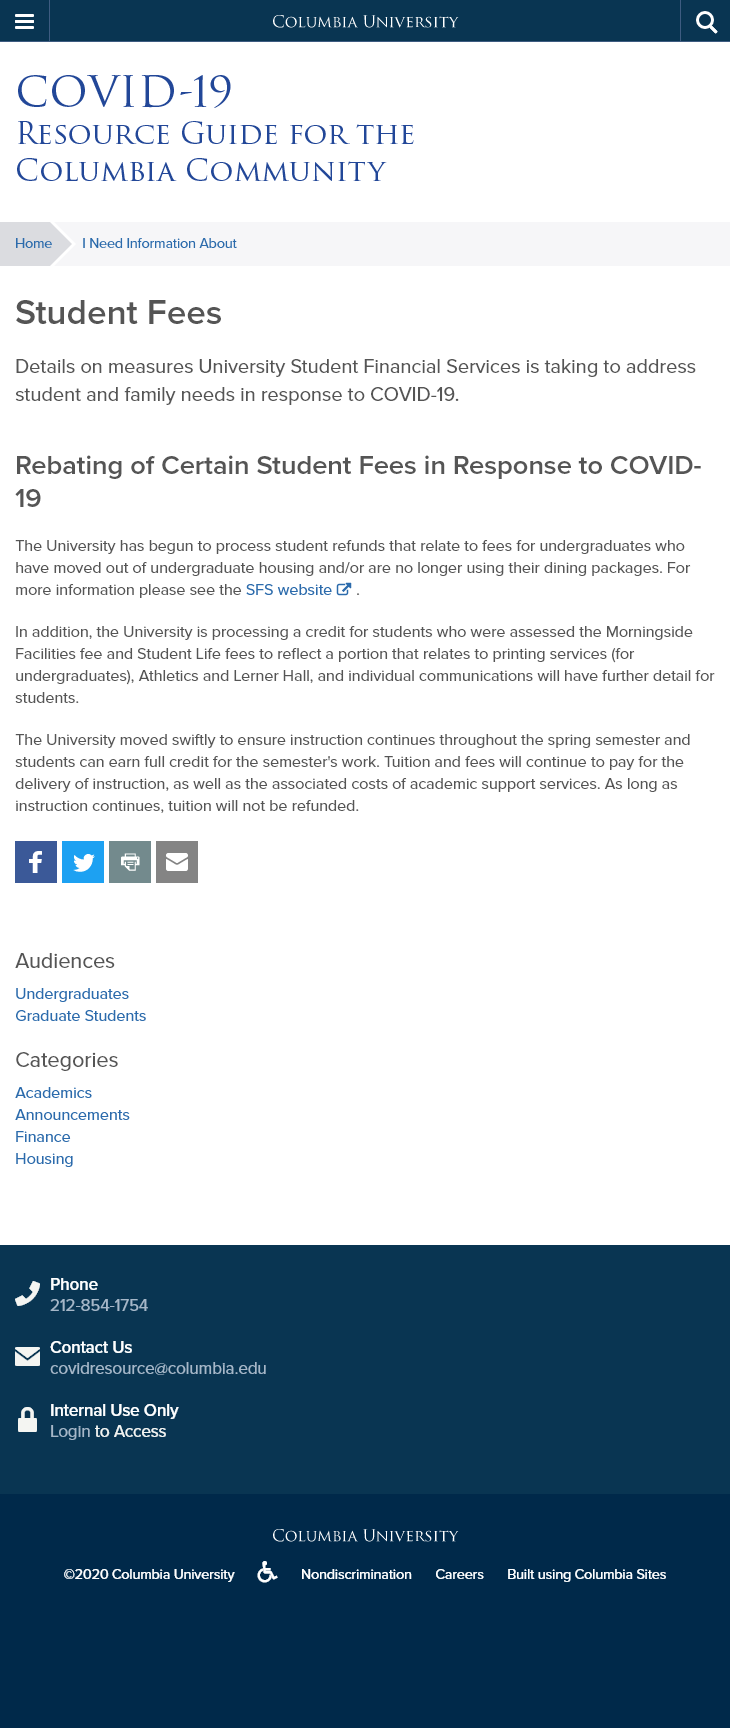 Columbia University
COVID-19
Resource Guide for the
Columbia Community
Home
I Need Information About
Student Fees
Details on measures University Student Financial Services is taking to address
student and family needs in response to COVID-19.
Rebating of Certain Student Fees in Response to COVID-
19
The University has begun to process student refunds that relate to fees for undergraduates who
have moved out of undergraduate housing and/or are no longer using their dining packages. For
more information please see the SFS website .
In addition, the University is processing a credit for students who were assessed the Morningside
Facilities fee and Student Life fees to reflect a portion that relates to printing services (for
undergraduates), Athletics and Lerner Hall, and individual communications will have further detail for
students.
The University moved swiftly to ensure instruction continues throughout the spring semester and
students can earn full credit for the semester's work. Tuition and fees will continue to pay for the
delivery of instruction, as well as the associated costs of academic support services. As long as
instruction continues, tuition will not be refunded.
Audiences
Undergraduates
Graduate Students
Categories
Academics
Announcements
Finance
Housing
Phone
212-854-1754
Contact Us
covidresource@columbia.edu
Internal Use Only
Login to Access
Columbia University
©2020 Columbia University Nondiscrimination Careers Built using Columbia Sites